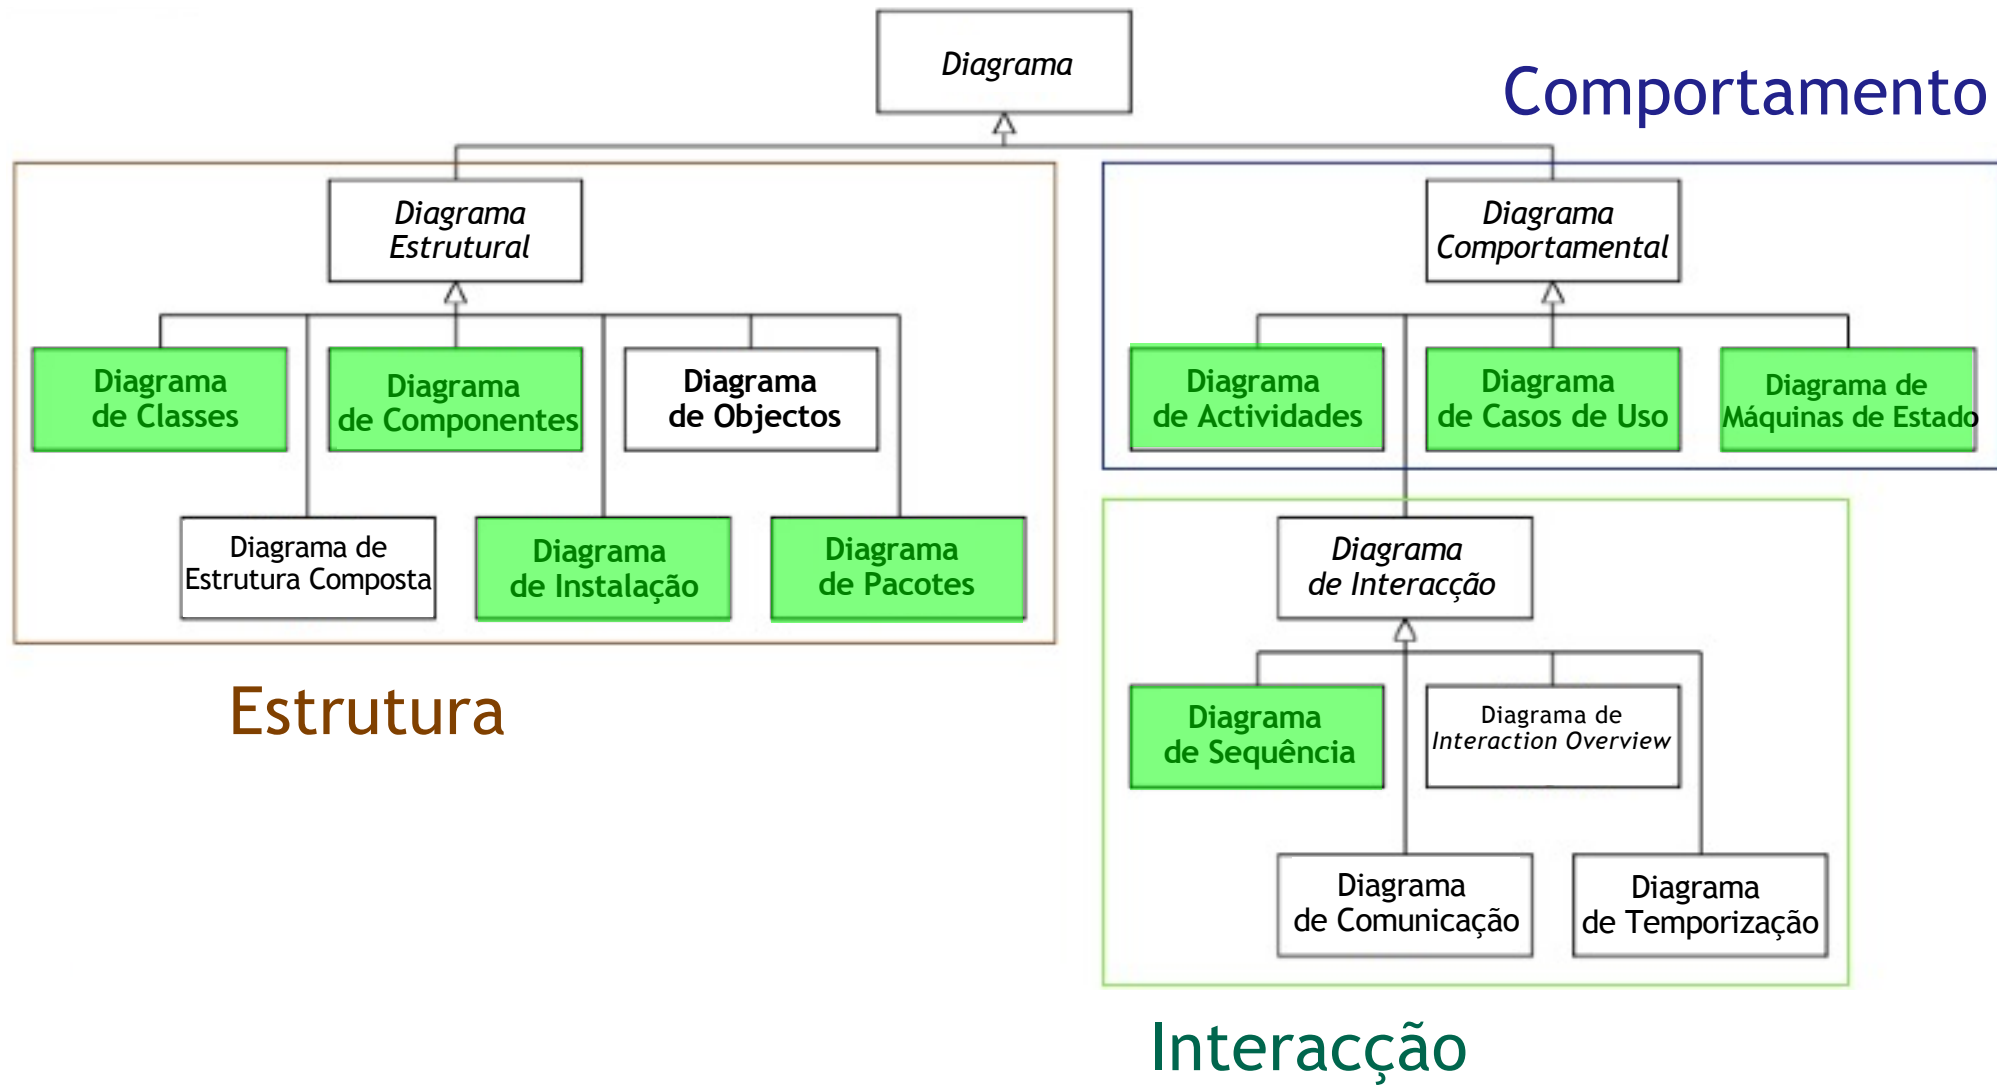 Diagrama
Comportamento
Diagrama
Estrutural
Diagrama
Comportamental
Diagrama
de Classes
Diagrama
de Componentes
Diagrama
de Objectos
Diagrama
de Actividades
Diagrama
de Casos de Uso
Diagrama de
Máquinas de Estado
Diagrama de
Estrutura Composta
Diagrama
de Instalação
Diagrama
de Pacotes
Diagrama
de Interacção
Estrutura
Diagrama
de Sequência
Diagrama de
Interaction Overview
Diagrama
de Comunicação
Diagrama
de Temporização
Interacção